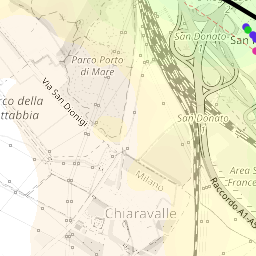 San Donato
San
Parco Porto
di Mare
Via San Dionigi
rco della
ttabbia
San Donato
Milano
Area S
France
Raccordo A1-A5
Chiaravalle